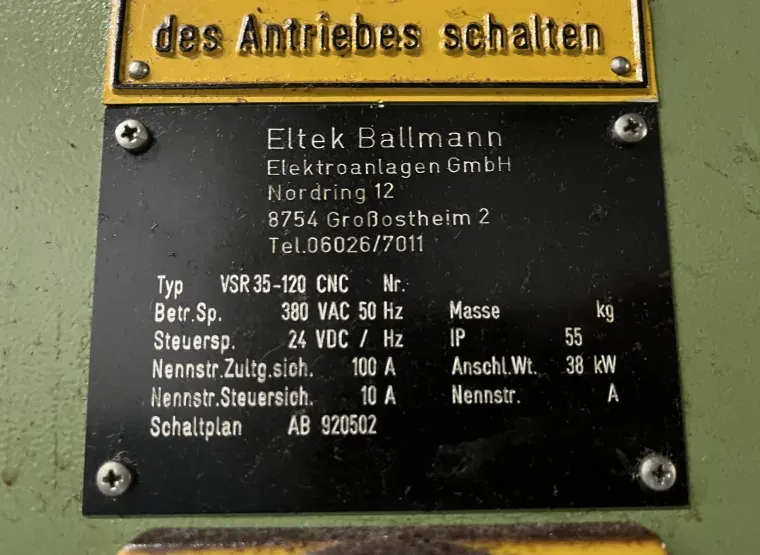 des Antriebes schalten
Eltek Ballmann
Elektroanlagen GmbH
Nordring 12
8754 Großostheim 2
Tel.06026/7011
Typ VSR 35-120 CNC Nr.
Betr.Sp. 380 VAC 50 Hz Masse kg
Steuersp. 24 VDC / Hz IP 55
Nennstr.Zultg.sich. 100 A Anschl.Wt. 38 kW
Nennstr.Steuersich. 10 A Nennstr. A
Schaltplan AB 920502